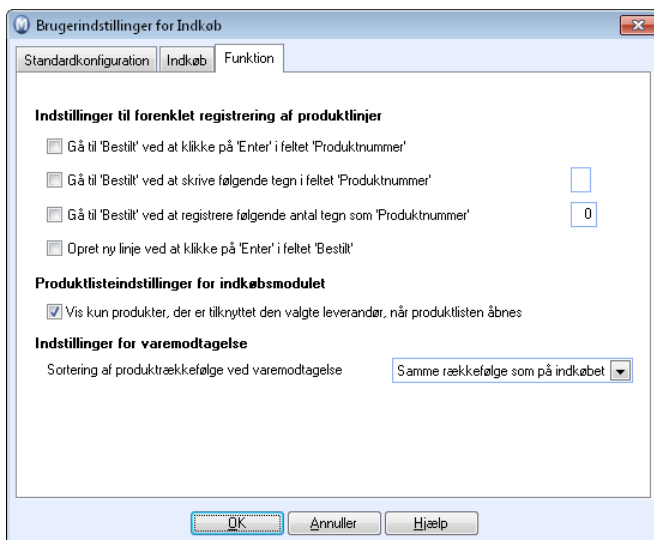 Brugerindstillinger for Indkøb
Standardkonfiguration Indkøb Funktion
Indstillinger til forenklet registrering af produktlinjer
Gå til 'Bestilt' ved at klikke på 'Enter' i feltet 'Produktnummer'
Gå til 'Bestilt' ved at skrive følgende tegn i feltet 'Produktnummer'
Gå til 'Bestilt' ved at registrere følgende antal tegn som 'Produktnummer' 0
Opret ny linje ved at klikke på 'Enter' i feltet 'Bestilt'
Produktlisteindstillinger for indkøbsmodulet
Vis kun produkter, der er tilknyttet den valgte leverandør, når produktlisten åbnes
Indstillinger for varemodtagelse
Sortering af produktrækkefølge ved varemodtagelse Samme rækkefølge som på indkøbet
OK Annuller Hjælp